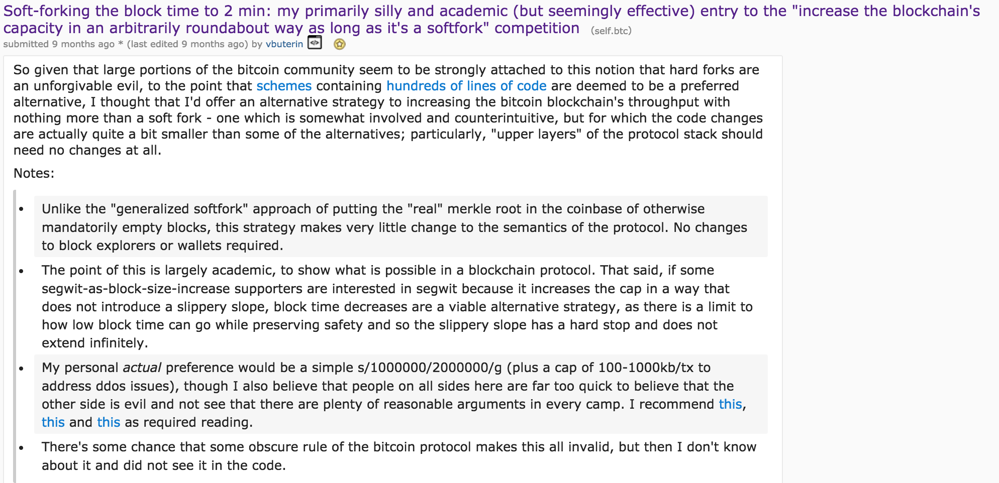 Soft-forking the block time to 2 min: my primarily silly and academic (but seemingly effective) entry to the "increase the blockchain's
capacity in an arbitrarily roundabout way as long as it's a softfork" competition (self.btc)
submitted 9 months ago * (last edited 9 months ago) by vbuterin </>
So given that large portions of the bitcoin community seem to be strongly attached to this notion that hard forks are
an unforgivable evil, to the point that schemes containing hundreds of lines of code are deemed to be a preferred
alternative, I thought that I'd offer an alternative strategy to increasing the bitcoin blockchain's throughput with
nothing more than a soft fork - one which is somewhat involved and counterintuitive, but for which the code changes
are actually quite a bit smaller than some of the alternatives; particularly, "upper layers" of the protocol stack should
need no changes at all.
Notes:
• Unlike the "generalized softfork" approach of putting the "real" merkle root in the coinbase of otherwise
mandatorily empty blocks, this strategy makes very little change to the semantics of the protocol. No changes
to block explorers or wallets required.
• The point of this is largely academic, to show what is possible in a blockchain protocol. That said, if some
segwit-as-block-size-increase supporters are interested in segwit because it increases the cap in a way that
does not introduce a slippery slope, block time decreases are a viable alternative strategy, as there is a limit to
how low block time can go while preserving safety and so the slippery slope has a hard stop and does not
extend infinitely.
• My personal actual preference would be a simple s/1000000/2000000/g (plus a cap of 100-1000kb/tx to
address ddos issues), though I also believe that people on all sides here are far too quick to believe that the
other side is evil and not see that there are plenty of reasonable arguments in every camp. I recommend this,
this and this as required reading.
• There's some chance that some obscure rule of the bitcoin protocol makes this all invalid, but then I don't know
about it and did not see it in the code.